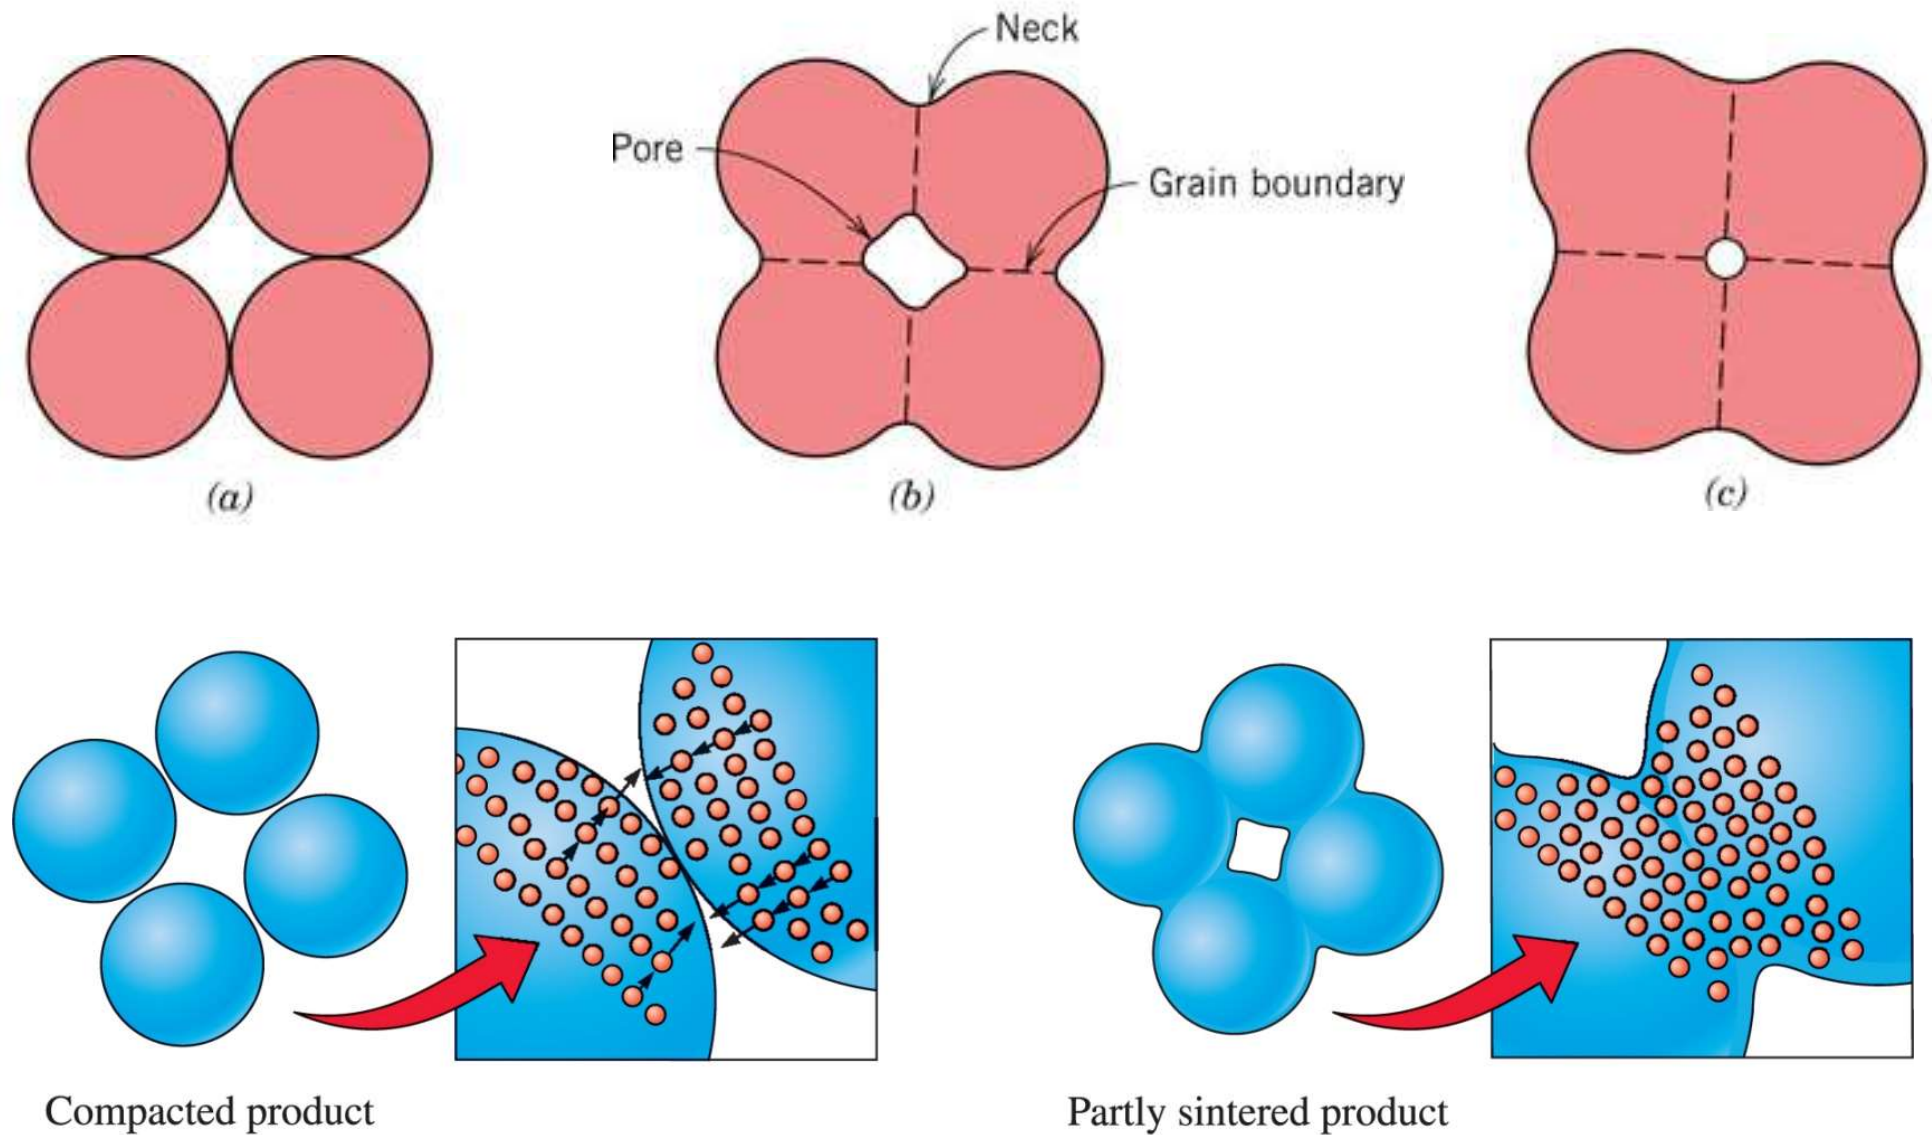 Neck
Pore
Grain boundary
(a)
(b)
(c)
Compacted product
Partly sintered product